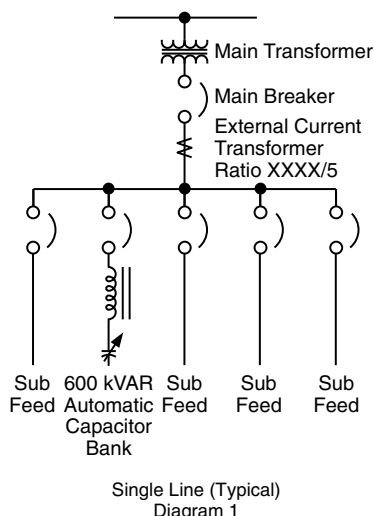 Main Transformer
Main Breaker
External Current
Transformer
Ratio XXXX/5
Sub
Feed
600 kVAR
Automatic
Capacitor
Bank
Sub
Feed
Sub
Feed
Sub
Feed
Single Line (Typical)
Diagram 1